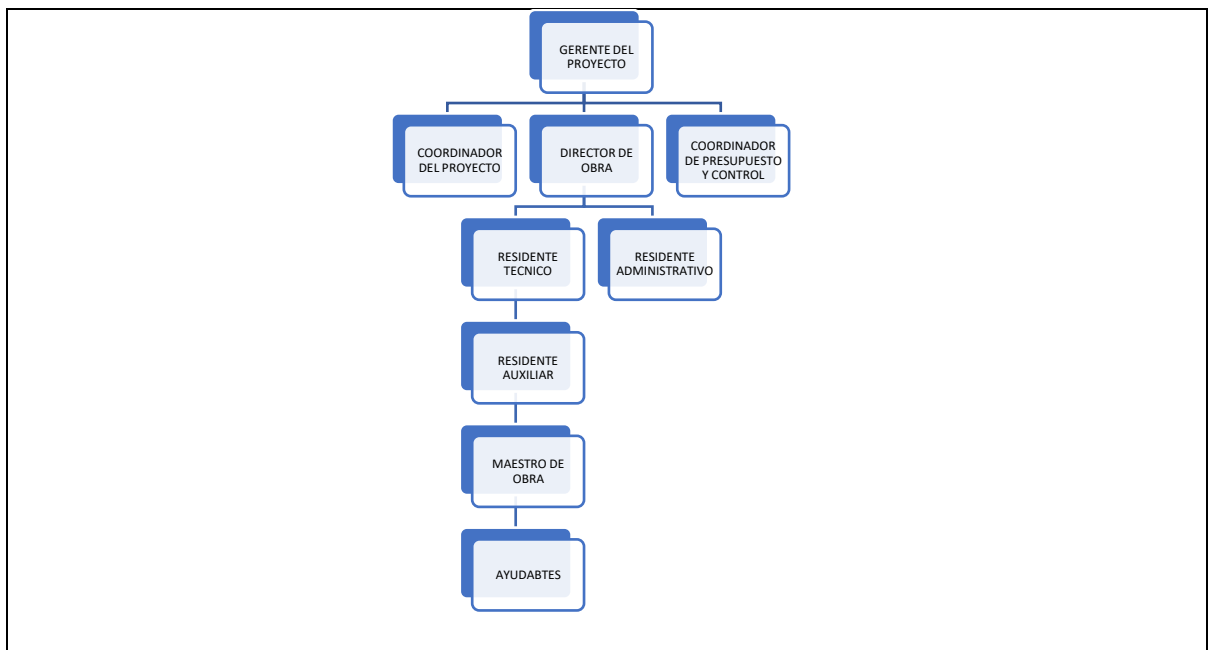 GERENTE DEL
PROYECTO
COORDINADOR
DEL PROYECTO
DIRECTOR DE
OBRA
COORDINADOR
DE PRESUPUESTO
Y CONTROL
RESIDENTE
TECNICO
RESIDENTE
ADMINISTRATIVO
RESIDENTE
AUXILIAR
MAESTRO DE
OBRA
AYUDABTES